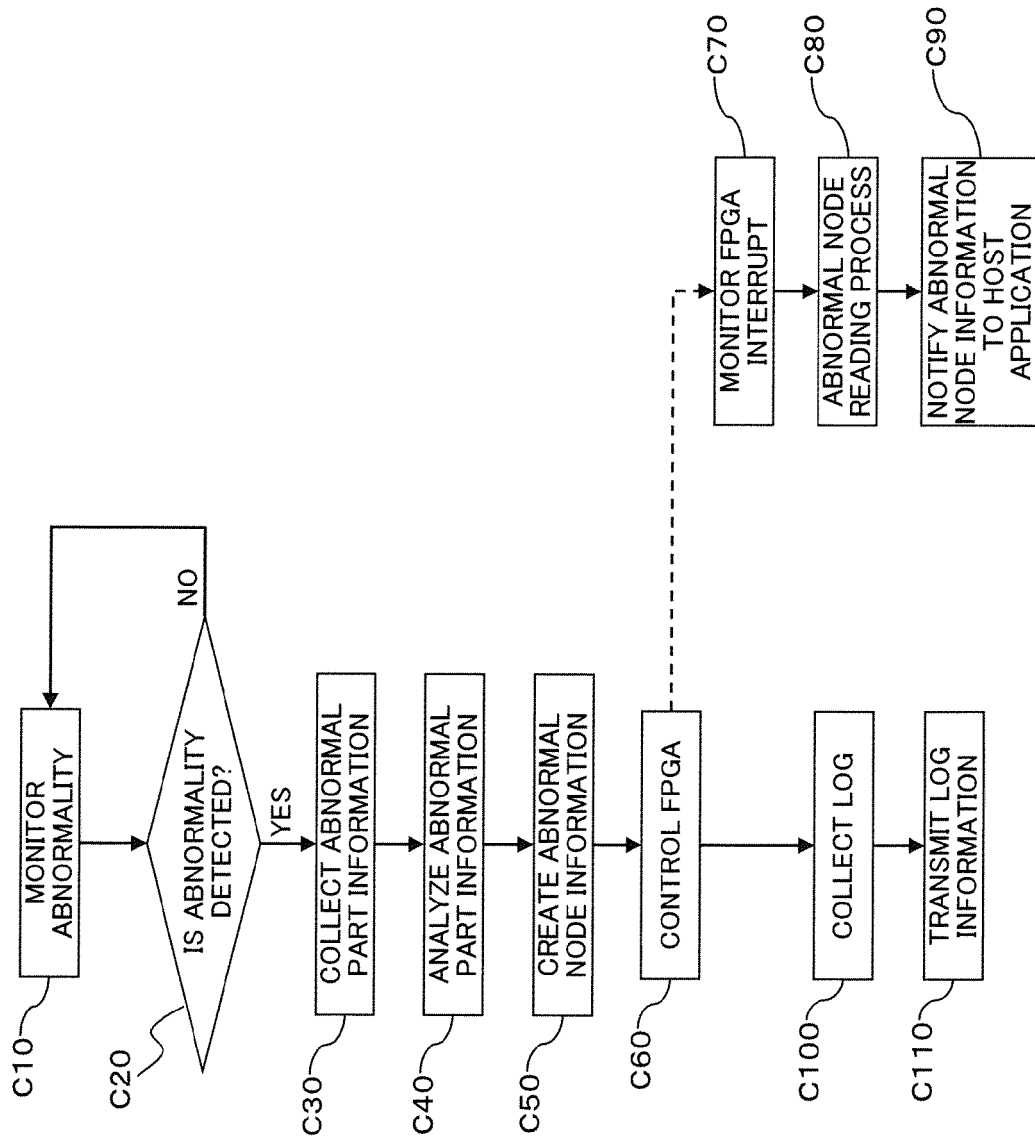 C10
MONITOR
ABNORMALITY
C20
IS ABNORMALITY
DETECTED?
NO
YES
C30
COLLECT ABNORMAL
PART INFORMATION
C40
ANALYZE ABNORMAL
PART INFORMATION
C50
CREATE ABNORMAL
NODE INFORMATION
C60
CONTROL FPGA
C70
MONITOR FPGA
INTERRUPT
C80
ABNORMAL NODE
READING PROCESS
C90
NOTIFY ABNORMAL
NODE INFORMATION
TO HOST
APPLICATION
C100
COLLECT LOG
C110
TRANSMIT LOG
INFORMATION